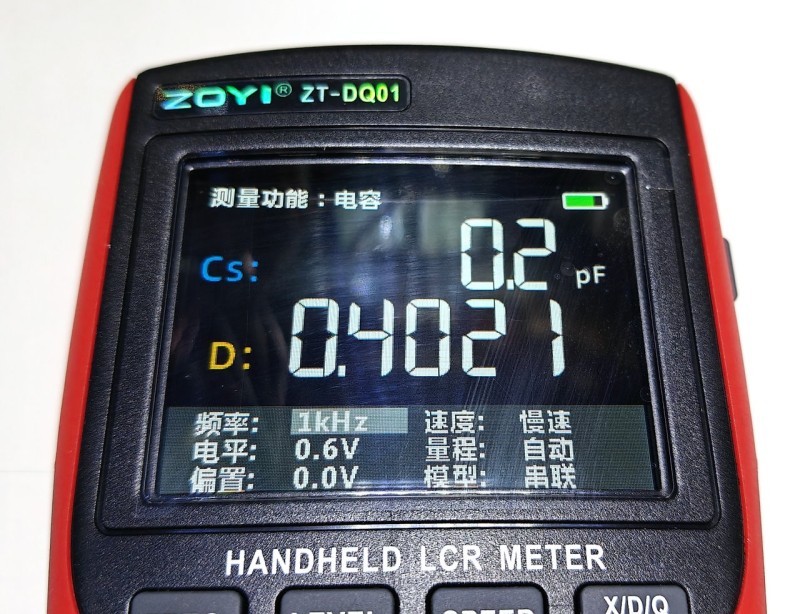 ZOYI® ZT-DQ01
测量功能：电容
Cs: 0.2 pF
D: 0.4021
频率: 1kHz 速度: 慢速
电平: 0.6V 量程: 自动
偏置: 0.0V 模型: 串联
HANDHELD LCR METER
LEVEL SPEED X/D/Q